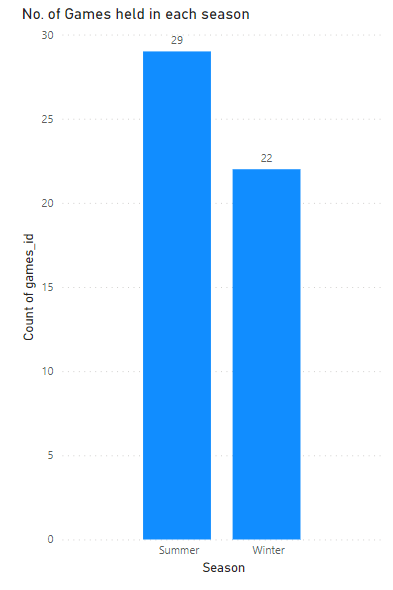 No. of Games held in each season
Count of games_id
30
25
20
15
10
5
0
29
22
Summer
Winter
Season